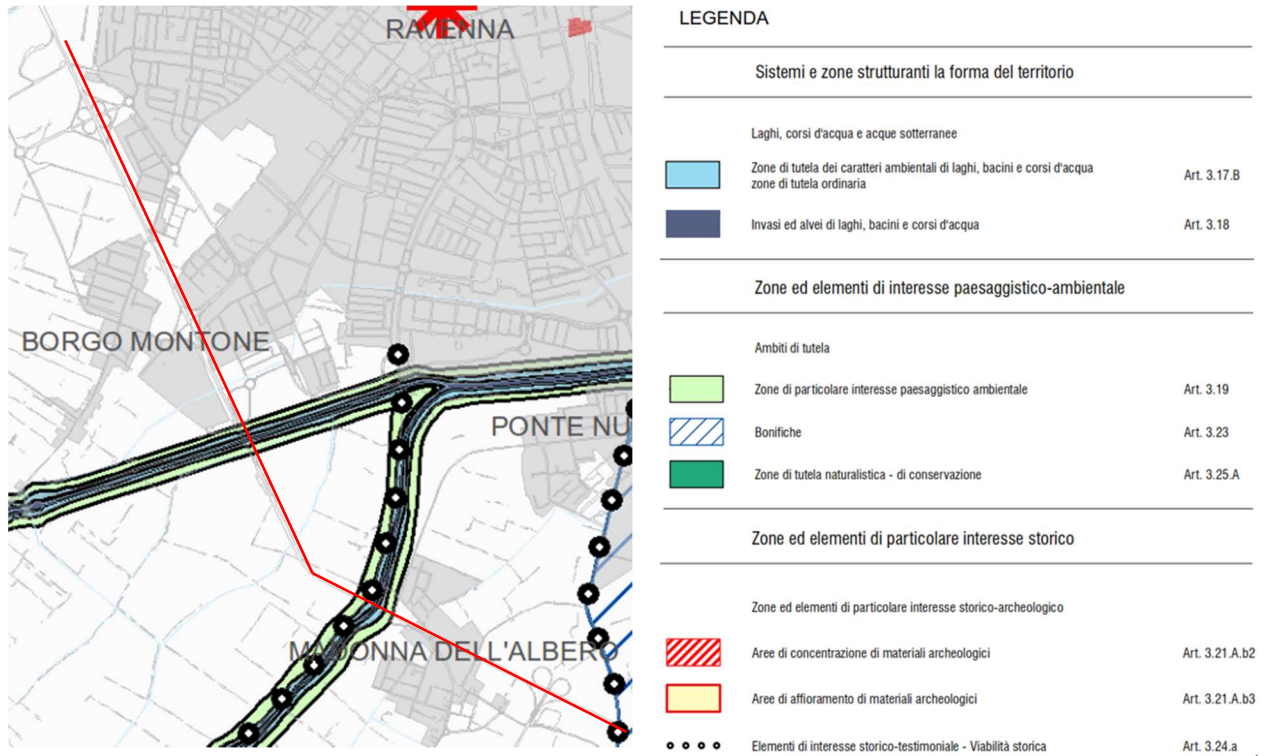 RAVENNA
BORGO MONTONE
PONTE NU
MADONNA DELL'ALBERO
LEGENDA
Sistemi e zone strutturanti la forma del territorio
Laghi, corsi d'acqua e acque sotterranee
Zone di tutela dei caratteri ambientali di laghi, bacini e corsi d'acqua
zone di tutela ordinaria
Art. 3.17.B
Invasi ed alvei di laghi, bacini e corsi d'acqua Art. 3.18
Zone ed elementi di interesse paesaggistico-ambientale
Ambiti di tutela
Zone di particolare interesse paesaggistico ambientale Art. 3.19
Bonifiche Art. 3.23
Zone di tutela naturalistica - di conservazione Art. 3.25.A
Zone ed elementi di particolare interesse storico
Zone ed elementi di particolare interesse storico-archeologico
Aree di concentrazione di materiali archeologici Art. 3.21.A.b2
Aree di affioramento di materiali archeologici Art. 3.21.A.b3
Elementi di interesse storico-testimoniale - Viabilità storica Art. 3.24.a